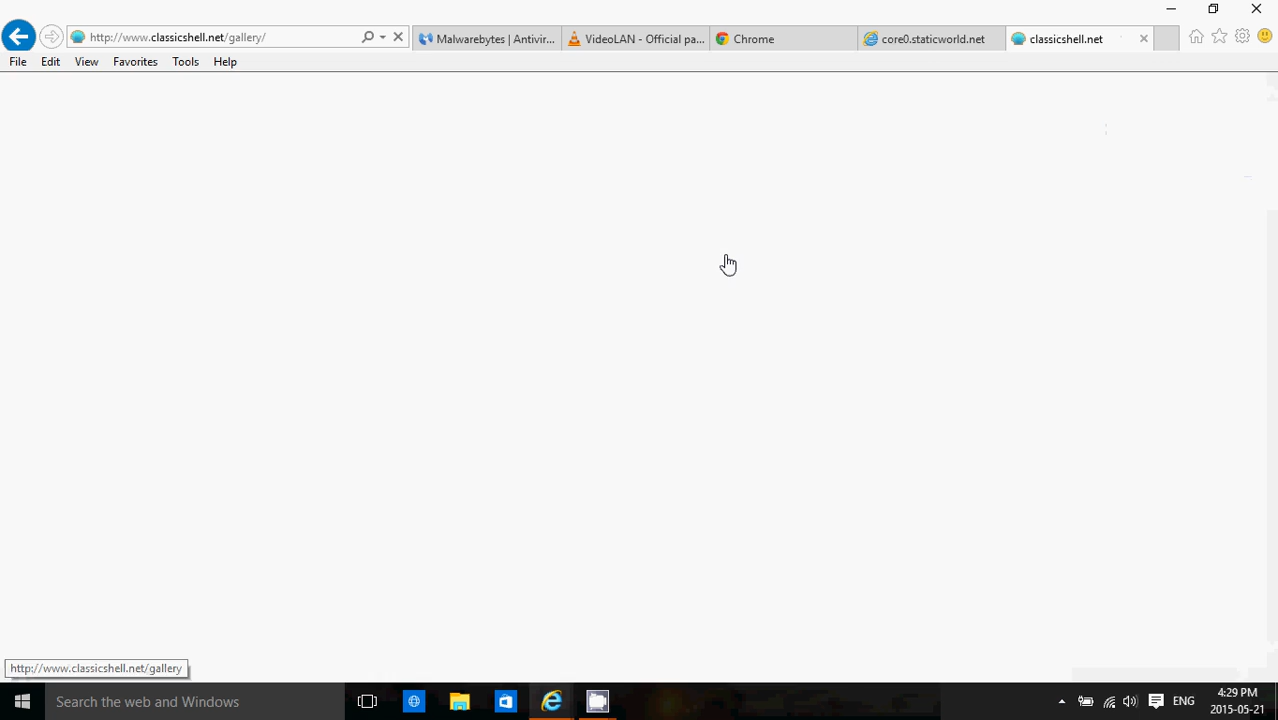 http://www.classicshell.net/gallery/
Malwarebytes | Antivir...
VideoLAN - Official pa...
Chrome
core0.staticworld.net
classicshell.net
File Edit View Favorites Tools Help
http://www.classicshell.net/gallery
Search the web and Windows
ENG
4:29 PM
2015-05-21